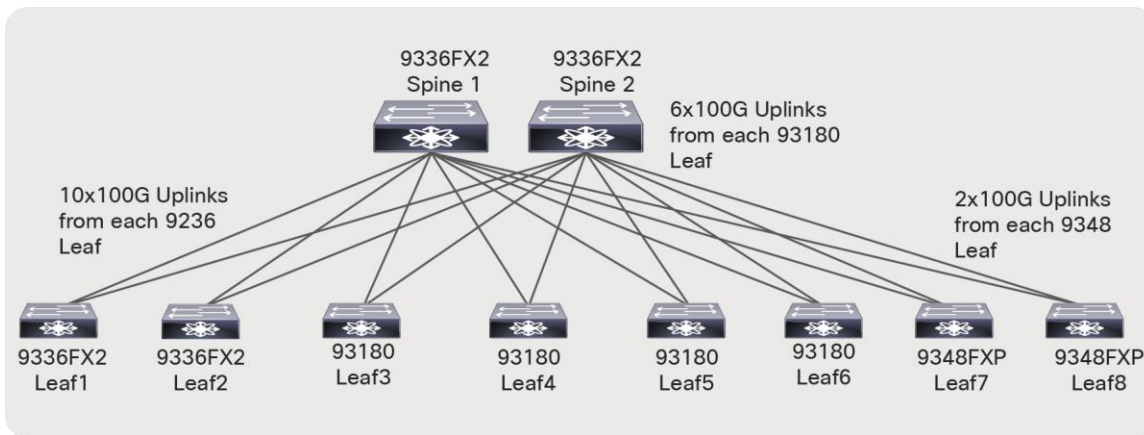 9336FX2
Spine 1
9336FX2
Spine 2
6x100G Uplinks
from each 93180
Leaf
10x100G Uplinks
from each 9236
Leaf
2x100G Uplinks
from each 9348
Leaf
9336FX2
Leaf1
9336FX2
Leaf2
93180
Leaf3
93180
Leaf4
93180
Leaf5
93180
Leaf6
9348FXP
Leaf7
9348FXP
Leaf8